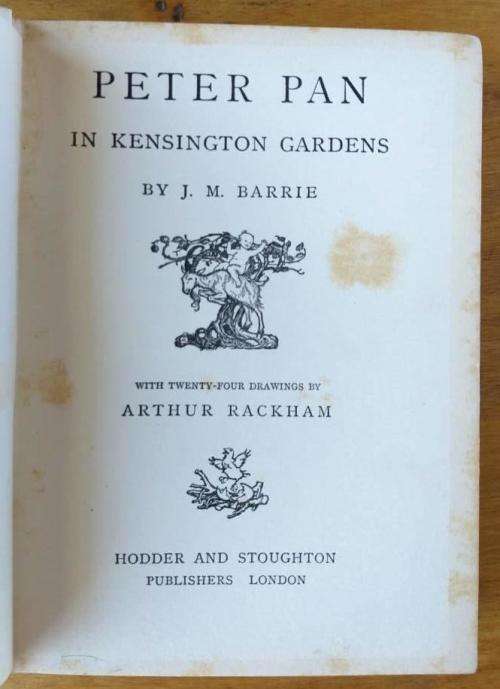 PETER PAN
IN KENSINGTON GARDENS
BY J. M. BARRIE
WITH TWENTY-FOUR DRAWINGS BY
ARTHUR RACKHAM
HODDER AND STOUGHTON
PUBLISHERS LONDON